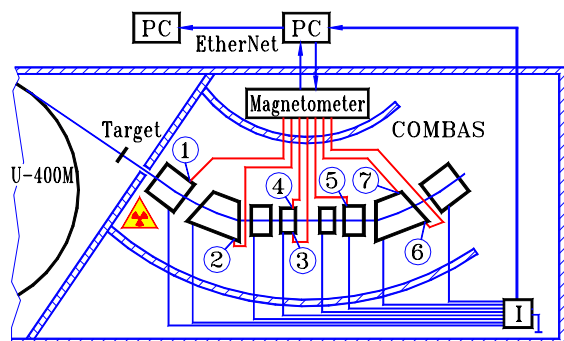 PC
PC
EtherNet
Magnetometer
Target
COMBAS
U-400M
1
2
3
4
5
6
7
I